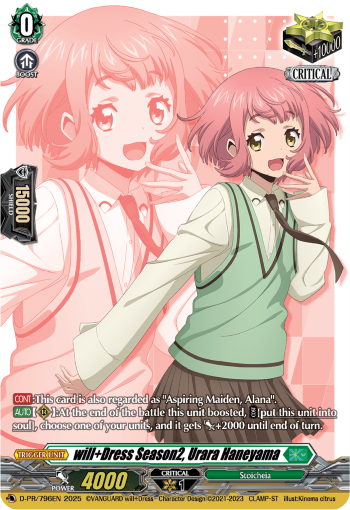 0
GRADE
+10000
BOOST
CRITICAL
15000
SHIELD
CONT:This card is also regarded as "Aspiring Maiden, Alana".
AUTO【R】:At the end of the battle this unit boosted, [put this unit into
soul], choose one of your units, and it gets +2000 until end of turn.
TRIGGER UNIT
will+Dress Season2, Urara Haneyama
POWER
4000
CRITICAL
1
Stoicheia
D-PR/796EN 2025 ©VANGUARD will+Dress Character Design ©2021-2023 CLAMP・ST illust:Kinema citrus